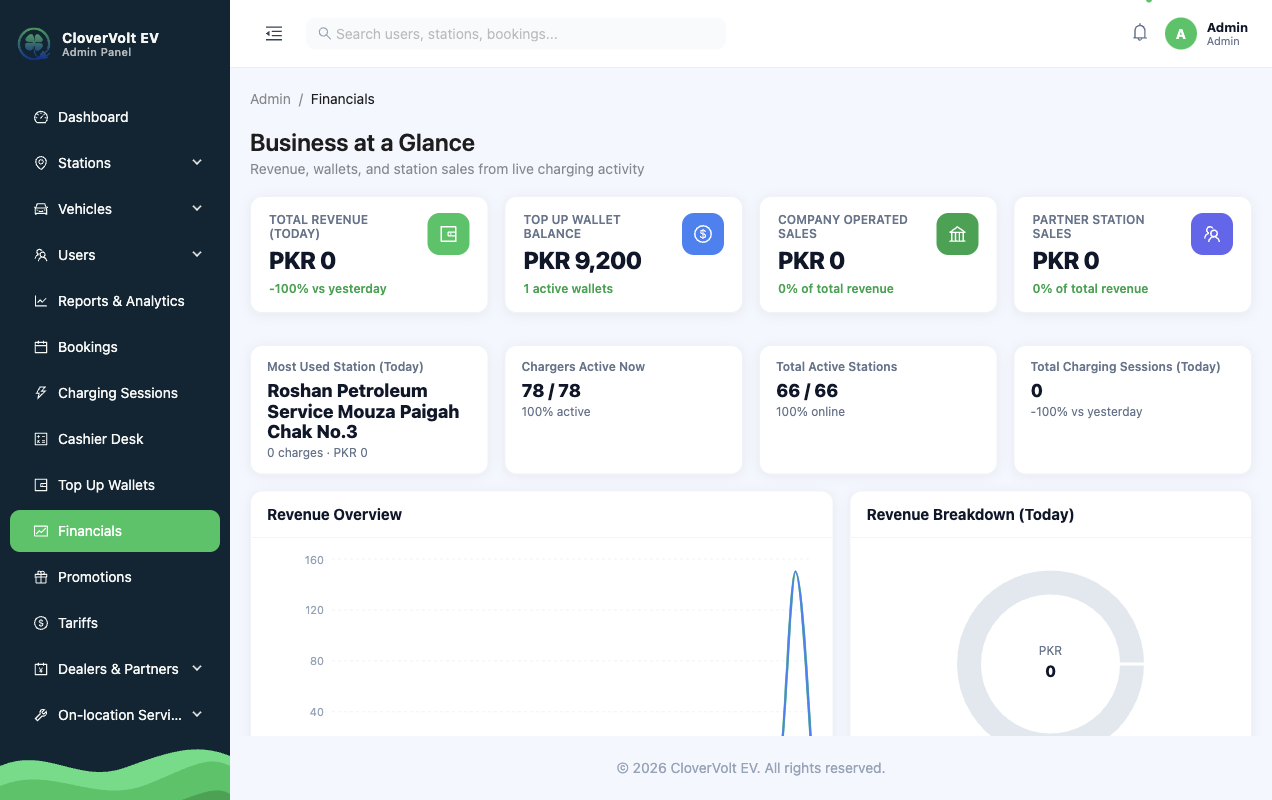 CloverVolt EV
Admin Panel
Dashboard
Stations
Vehicles
Users
Reports & Analytics
Bookings
Charging Sessions
Cashier Desk
Top Up Wallets
Financials
Promotions
Tariffs
Dealers & Partners
On-location Servi...
Search users, stations, bookings...
A
Admin
Admin
Admin / Financials
Business at a Glance
Revenue, wallets, and station sales from live charging activity
TOTAL REVENUE
(TODAY)
PKR 0
-100% vs yesterday
TOP UP WALLET
BALANCE
PKR 9,200
1 active wallets
COMPANY OPERATED
SALES
PKR 0
0% of total revenue
PARTNER STATION
SALES
PKR 0
0% of total revenue
Most Used Station (Today)
Roshan Petroleum
Service Mouza Paigah
Chak No.3
0 charges · PKR 0
Chargers Active Now
78 / 78
100% active
Total Active Stations
66 / 66
100% online
Total Charging Sessions (Today)
0
-100% vs yesterday
Revenue Overview
160
120
80
40
Revenue Breakdown (Today)
PKR
0
© 2026 CloverVolt EV. All rights reserved.